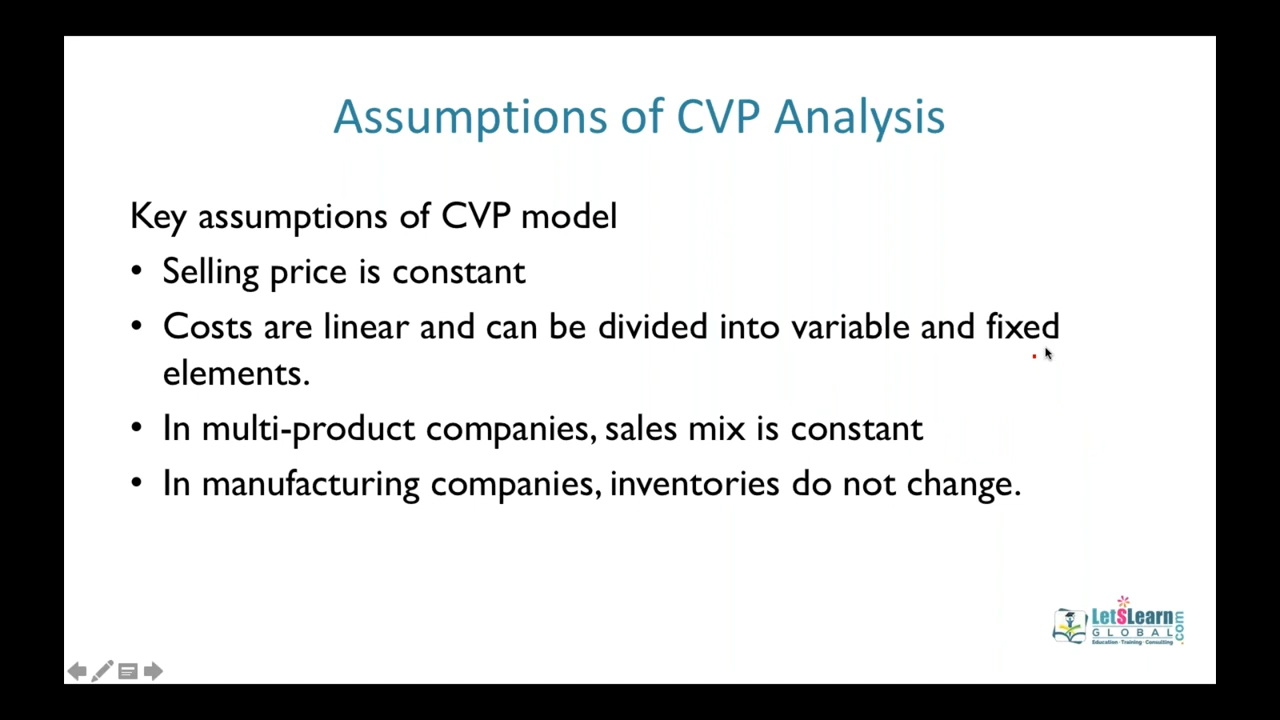 Assumptions of CVP Analysis
Key assumptions of CVP model
• Selling price is constant
• Costs are linear and can be divided into variable and fixed
elements.
• In multi-product companies, sales mix is constant
• In manufacturing companies, inventories do not change.
LetSLearn
GLOBAL
.com
Education - Training - Consulting